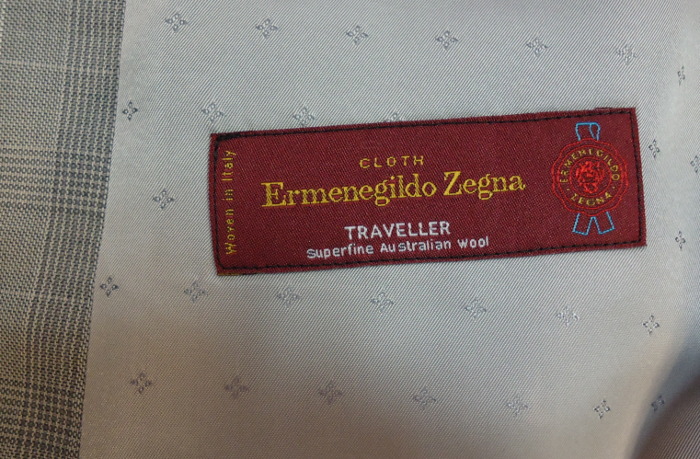 Woven in Italy
CLOTH
Ermenegildo Zegna
TRAVELLER
Superfine Australian Wool
ERMENEGILDO
ZEGNA